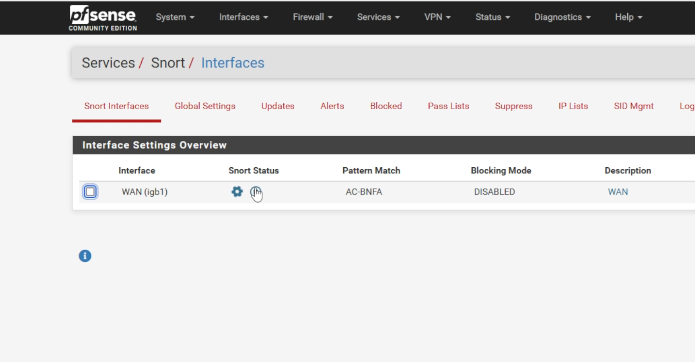 pfsense System Interfaces Firewall Services VPN Status Diagnostics Help
COMMUNITY EDITION
Services / Snort / Interfaces
Snort Interfaces Global Settings Updates Alerts Blocked Pass Lists Suppress IP Lists SID Mgmt Log
Interface Settings Overview
Interface Snort Status Pattern Match Blocking Mode Description
WAN (igb1) AC-BNFA DISABLED WAN